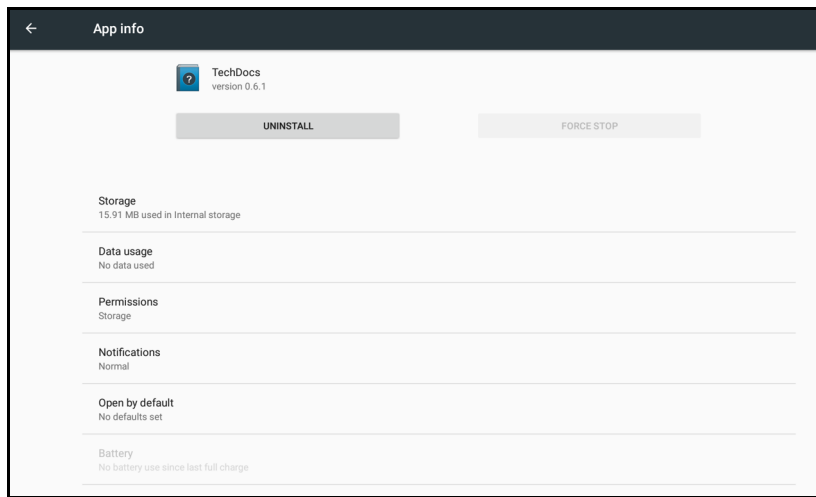 App info
TechDocs
version 0.6.1
UNINSTALL
FORCE STOP
Storage
15.91 MB used in Internal storage
Data usage
No data used
Permissions
Storage
Notifications
Normal
Open by default
No defaults set
Battery
No battery use since last full charge